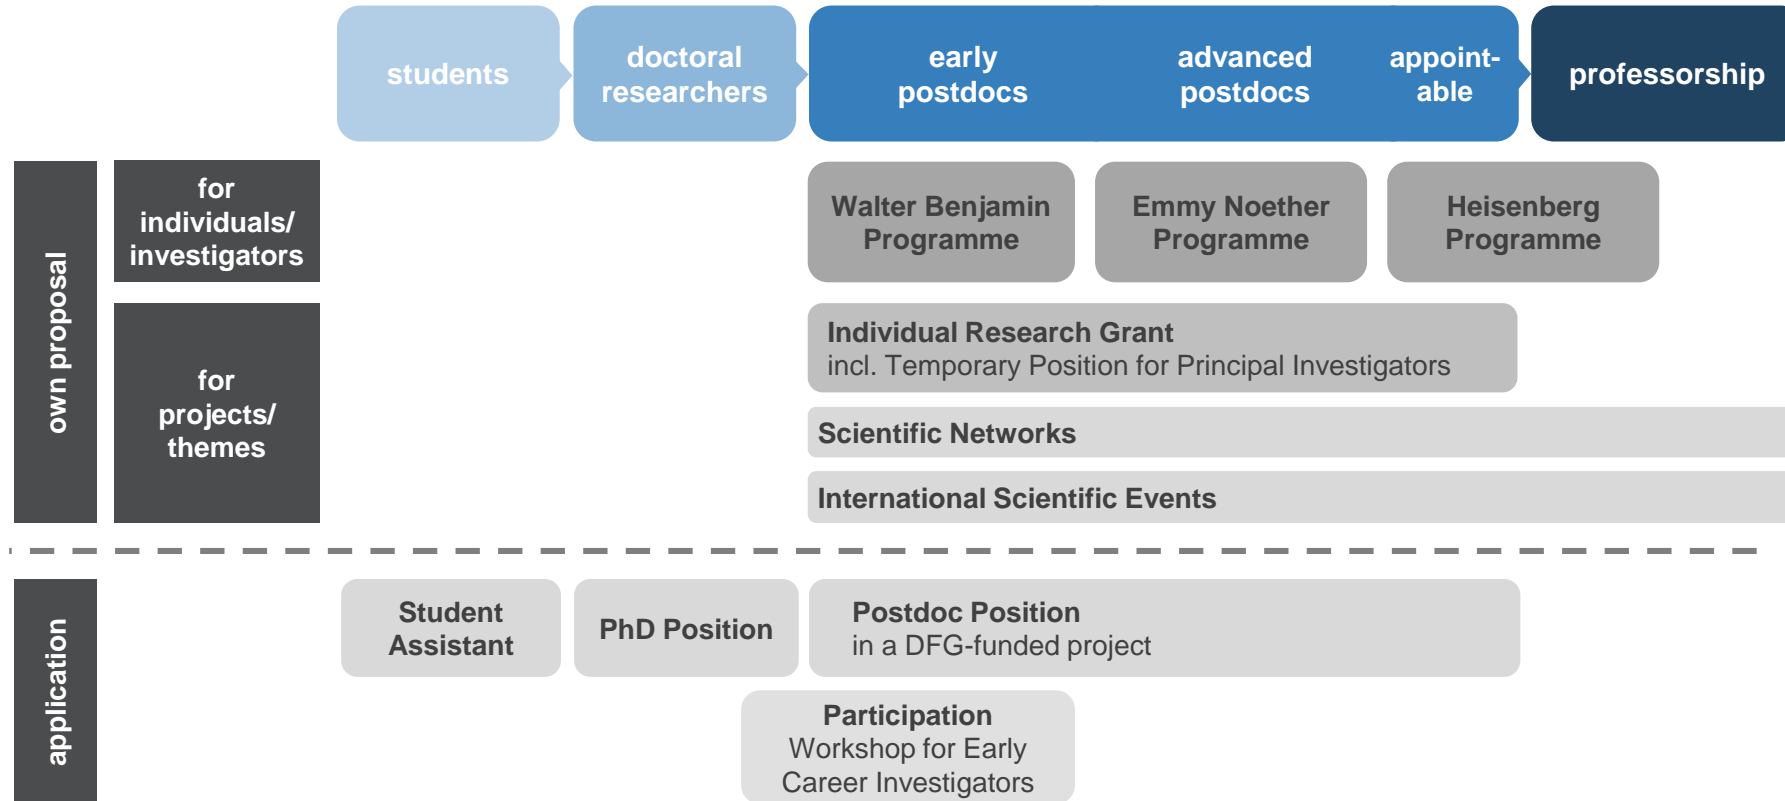 students
doctoral
researchers
early
postdocs
advanced
postdocs
appoint-
able
professorship
own proposal
for
individuals/
investigators
Walter Benjamin
Programme
Emmy Noether
Programme
Heisenberg
Programme
for
projects/
themes
Individual Research Grant
incl. Temporary Position for Principal Investigators
Scientific Networks
International Scientific Events
application
Student
Assistant
PhD Position
Postdoc Position
in a DFG-funded project
Participation
Workshop for Early
Career Investigators